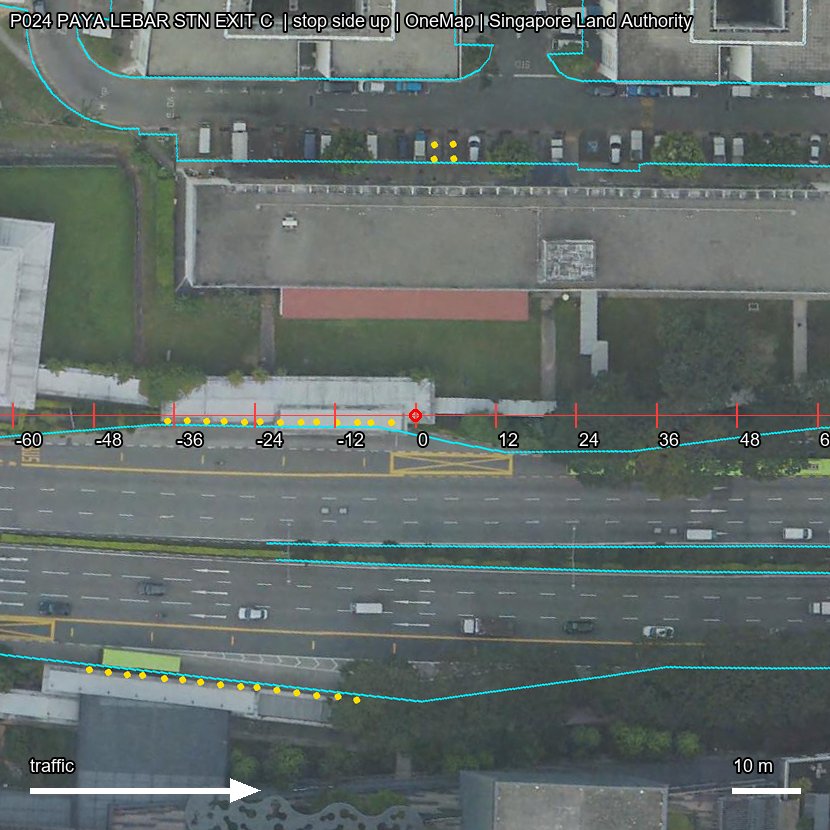 P024 PAYA LEBAR STN EXIT C | stop side up | OneMap | Singapore Land Authority
-60 -48 -36 -24 -12 0 12 24 36 48 6
traffic
10 m